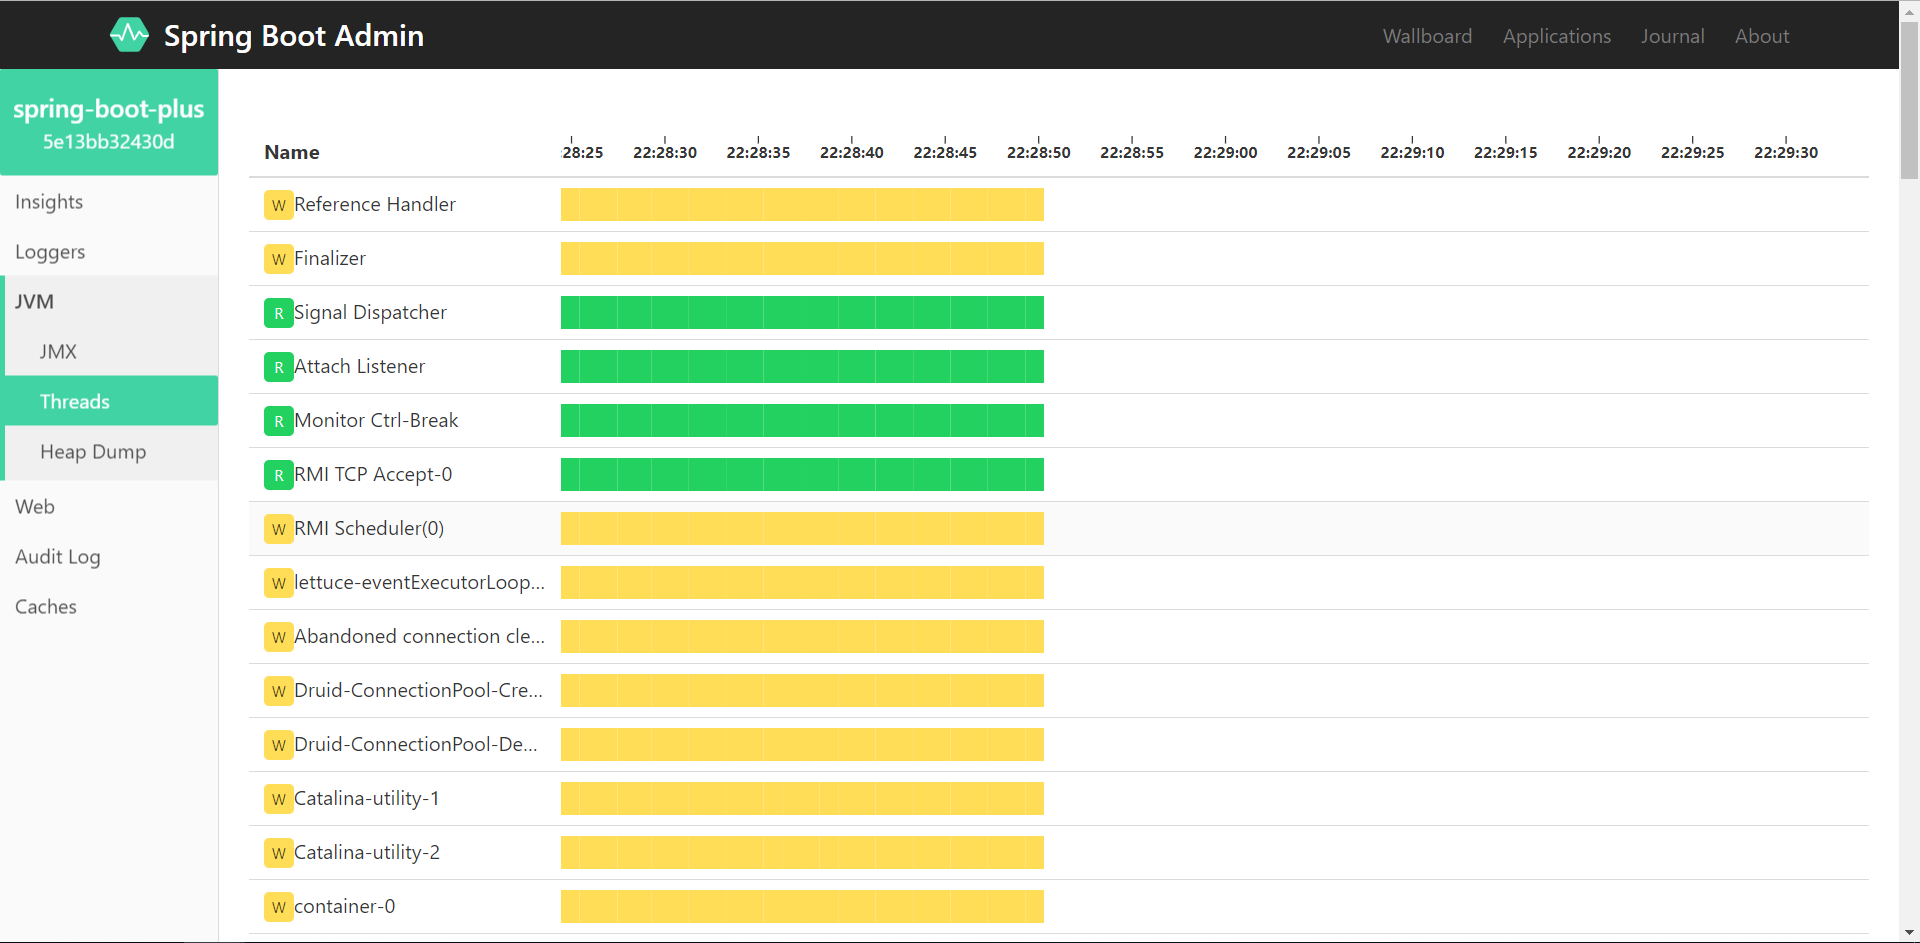 Spring Boot Admin
Wallboard Applications Journal About
spring-boot-plus
5e13bb32430d
Insights
Loggers
JVM
JMX
Threads
Heap Dump
Web
Audit Log
Caches
Name :28:25 22:28:30 22:28:35 22:28:40 22:28:45 22:28:50 22:28:55 22:29:00 22:29:05 22:29:10 22:29:15 22:29:20 22:29:25 22:29:30
W Reference Handler
W Finalizer
R Signal Dispatcher
R Attach Listener
R Monitor Ctrl-Break
R RMI TCP Accept-0
W RMI Scheduler(0)
W lettuce-eventExecutorLoop...
W Abandoned connection cle...
W Druid-ConnectionPool-Cre...
W Druid-ConnectionPool-De...
W Catalina-utility-1
W Catalina-utility-2
W container-0